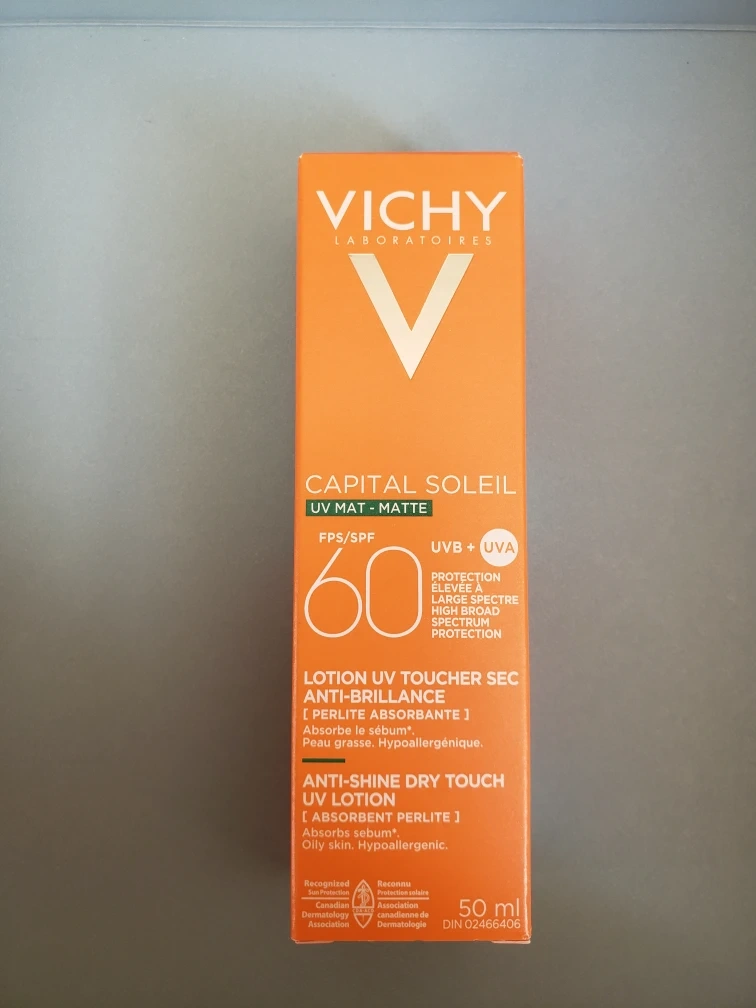 VICHY
LABORATOIRES
V
CAPITAL SOLEIL
UV MAT - MATTE
FPS/SPF
60
UVB + UVA
PROTECTION
ÉLEVÉE À
LARGE SPECTRE
HIGH BROAD
SPECTRUM
PROTECTION
LOTION UV TOUCHER SEC
ANTI-BRILLANCE
[ PERLITE ABSORBANTE ]
Absorbe le sébum*.
Peau grasse. Hypoallergénique.
ANTI-SHINE DRY TOUCH
UV LOTION
[ ABSORBENT PERLITE ]
Absorbs sebum*.
Oily skin. Hypoallergenic.
Recognized
Sun Protection
Canadian
Dermatology
Association
Reconnu
Protection solaire
Association
canadienne de
Dermatologie
50 ml
DIN 02466406